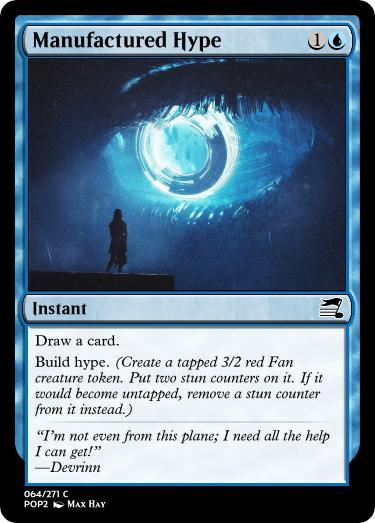 Manufactured Hype 1
Instant
Draw a card.
Build hype. (Create a tapped 3/2 red Fan
creature token. Put two stun counters on it. If it
would become untapped, remove a stun counter
from it instead.)
"I'm not even from this plane; I need all the help
I can get!"
—Devrinn
064/271 C
POP2 Max Hay